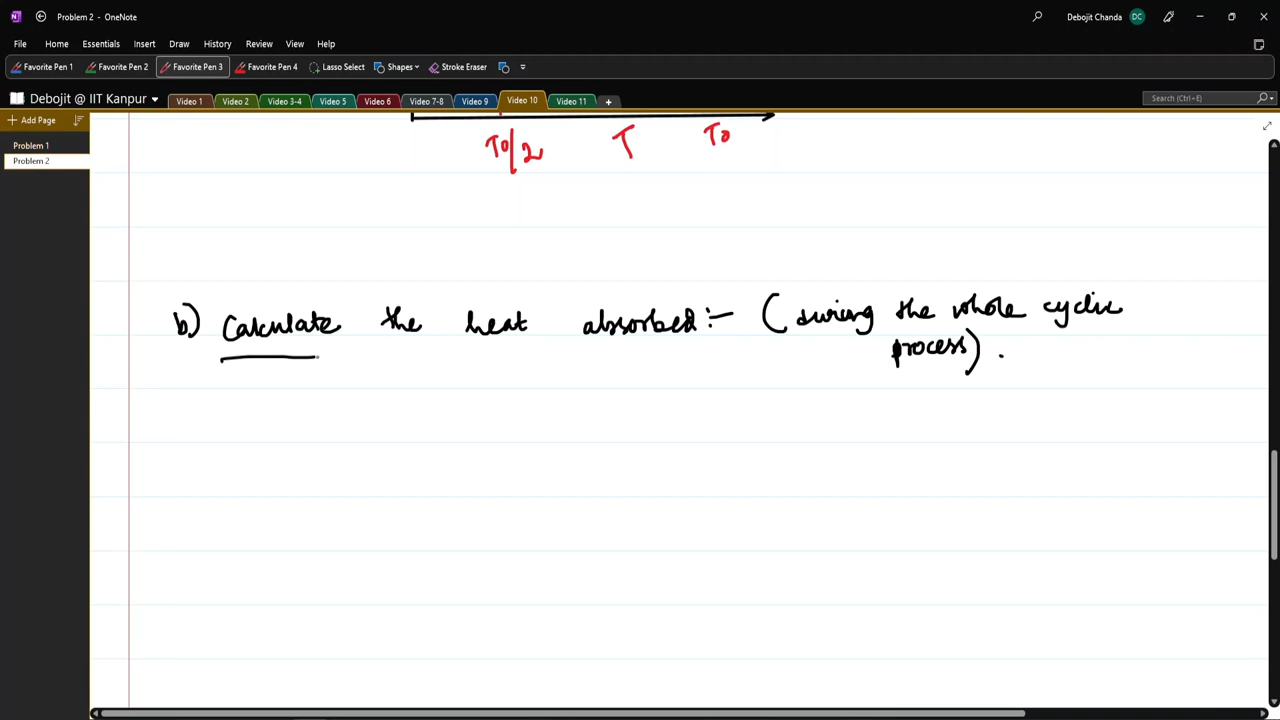 Problem 2 - OneNote
Debojit Chanda DC
File Home Essentials Insert Draw History Review View Help
Favorite Pen 1 Favorite Pen 2 Favorite Pen 3 Favorite Pen 4 Lasso Select Shapes Stroke Eraser
Debojit @ IIT Kanpur Video 1 Video 2 Video 3-4 Video 5 Video 6 Video 7-8 Video 9 Video 10 Video 11 + Search (Ctrl+E)
Add Page
Problem 1
Problem 2
T0/2 T T0
b) Calculate the heat absorbed:- (during the whole cyclic
process).